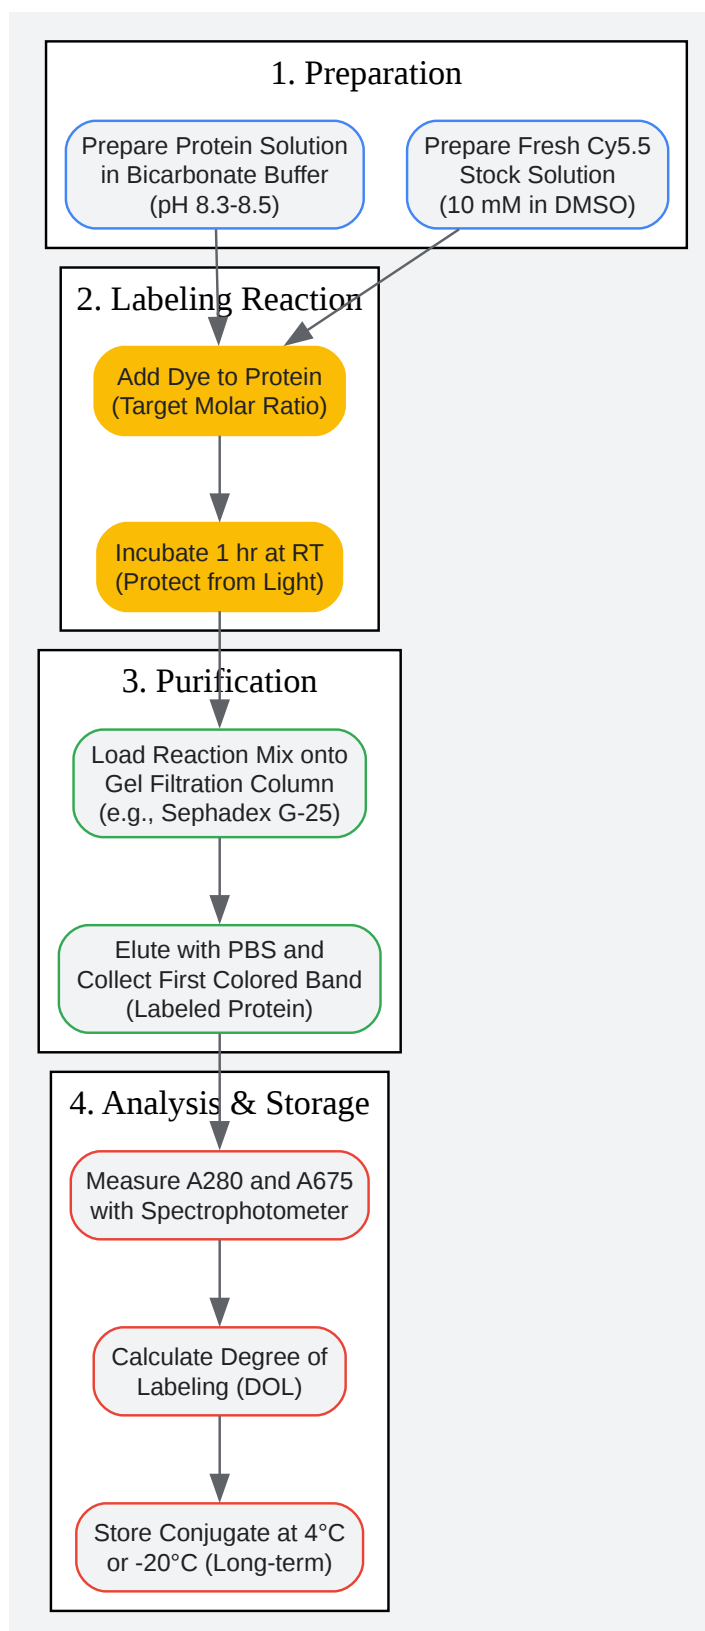 1. Preparation
Prepare Protein Solution
in Bicarbonate Buffer
(pH 8.3-8.5)
Prepare Fresh Cy5.5
Stock Solution
(10 mM in DMSO)
2. Labeling Reaction
Add Dye to Protein
(Target Molar Ratio)
Incubate 1 hr at RT
(Protect from Light)
3. Purification
Load Reaction Mix onto
Gel Filtration Column
(e.g., Sephadex G-25)
Elute with PBS and
Collect First Colored Band
(Labeled Protein)
4. Analysis & Storage
Measure A280 and A675
with Spectrophotometer
Calculate Degree of
Labeling (DOL)
Store Conjugate at 4°C
or -20°C (Long-term)